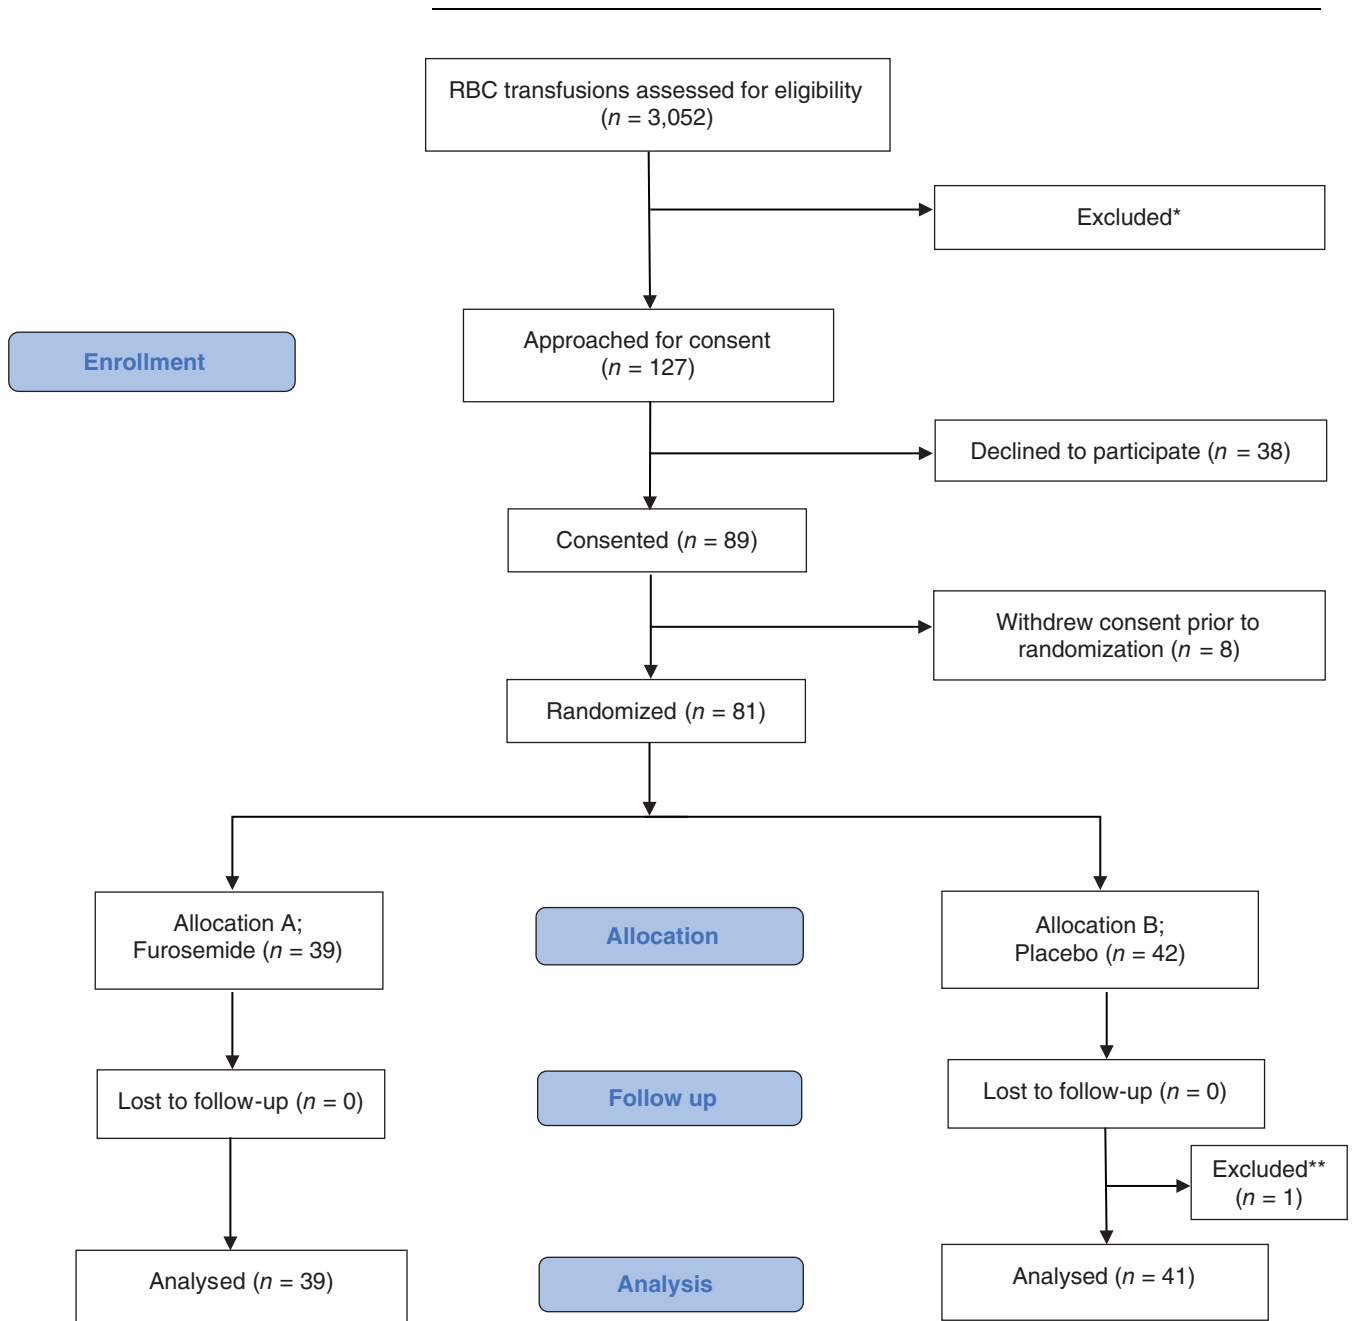 RBC transfusions assessed for eligibility
(n = 3,052)
Excluded*
Enrollment
Approached for consent
(n = 127)
Declined to participate (n = 38)
Consented (n = 89)
Withdrew consent prior to
randomization (n = 8)
Randomized (n = 81)
Allocation A;
Furosemide (n = 39)
Allocation
Allocation B;
Placebo (n = 42)
Lost to follow-up (n = 0)
Follow up
Lost to follow-up (n = 0)
Excluded**
(n = 1)
Analysed (n = 39)
Analysis
Analysed (n = 41)